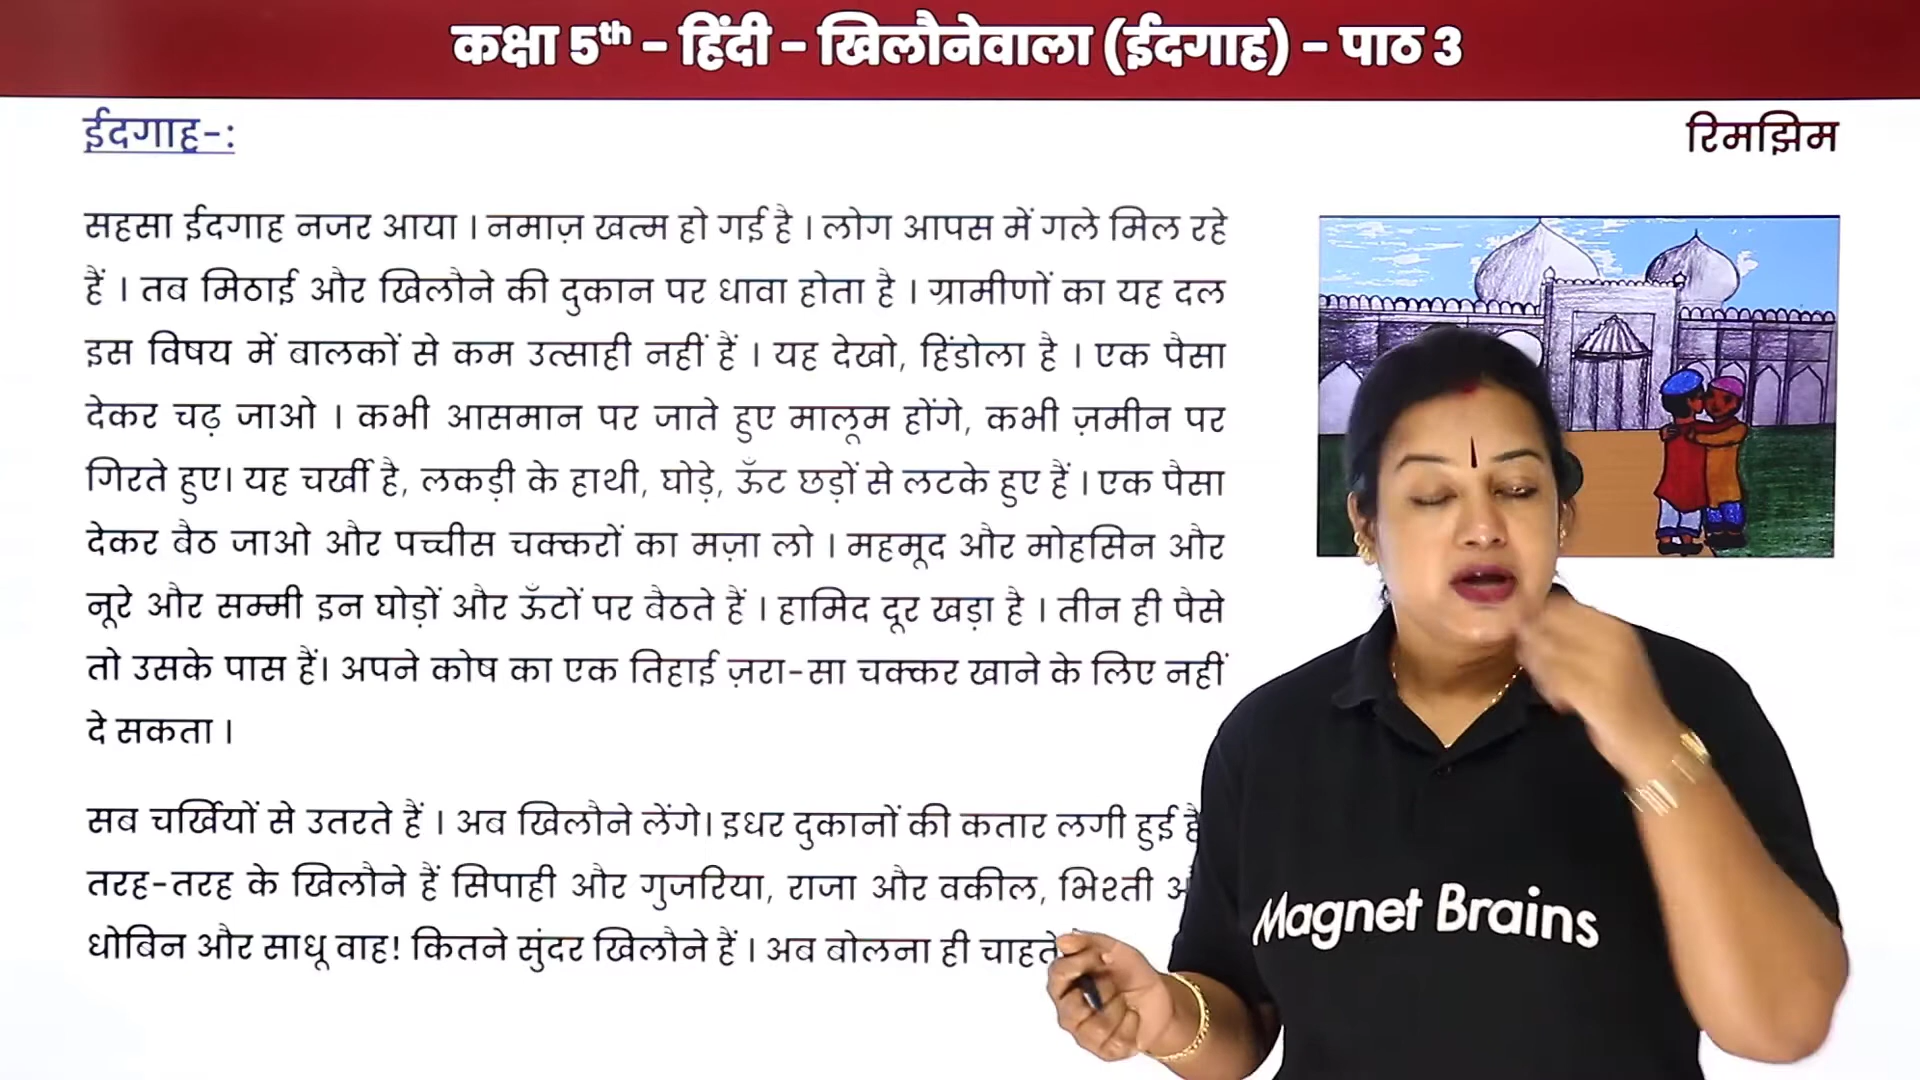 कक्षा 5th - हिंदी - खिलौनेवाला (ईदगाह) - पाठ 3
ईदगाह-:
रिमझिम
सहसा ईदगाह नजर आया । नमाज़ खत्म हो गई है । लोग आपस में गले मिल रहे
हैं । तब मिठाई और खिलौने की दुकान पर धावा होता है । ग्रामीणों का यह दल
इस विषय में बालकों से कम उत्साही नहीं हैं । यह देखो, हिंडोला है । एक पैसा
देकर चढ़ जाओ । कभी आसमान पर जाते हुए मालूम होंगे, कभी ज़मीन पर
गिरते हुए। यह चर्खी है, लकड़ी के हाथी, घोड़े, ऊँट छड़ों से लटके हुए हैं । एक पैसा
देकर बैठ जाओ और पच्चीस चक्करों का मज़ा लो । महमूद और मोहसिन और
नूरे और सम्मी इन घोड़ों और ऊँटों पर बैठते हैं । हामिद दूर खड़ा है । तीन ही पैसे
तो उसके पास हैं। अपने कोष का एक तिहाई ज़रा-सा चक्कर खाने के लिए नहीं
दे सकता ।
सब चर्खियों से उतरते हैं । अब खिलौने लेंगे। इधर दुकानों की कतार लगी हुई है
तरह-तरह के खिलौने हैं सिपाही और गुजरिया, राजा और वकील, भिश्ती
धोबिन और साधू वाह! कितने सुंदर खिलौने हैं । अब बोलना ही चाहते
Magnet Brains